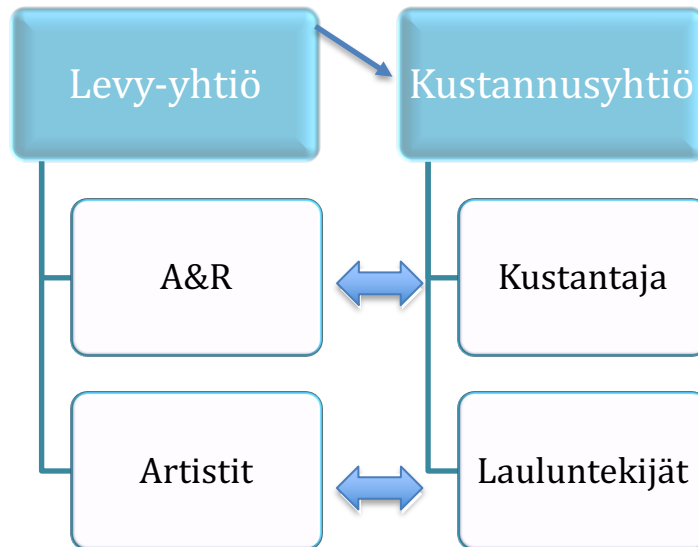 Levy-yhtiö
Kustannusyhtiö
A&R
Kustantaja
Artistit
Lauluntekijät